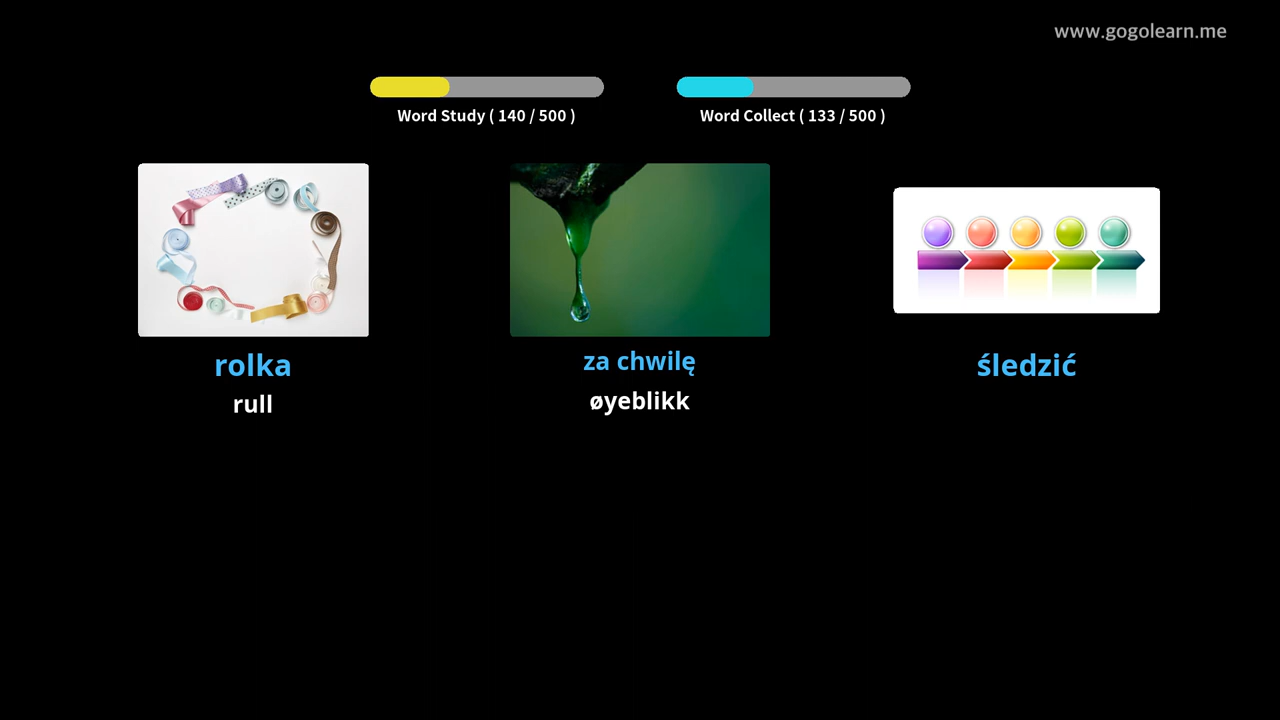 www.gogolearn.me
Word Study ( 140 / 500 )
Word Collect ( 133 / 500 )
rolka
rull
za chwilę
øyeblikk
śledzić